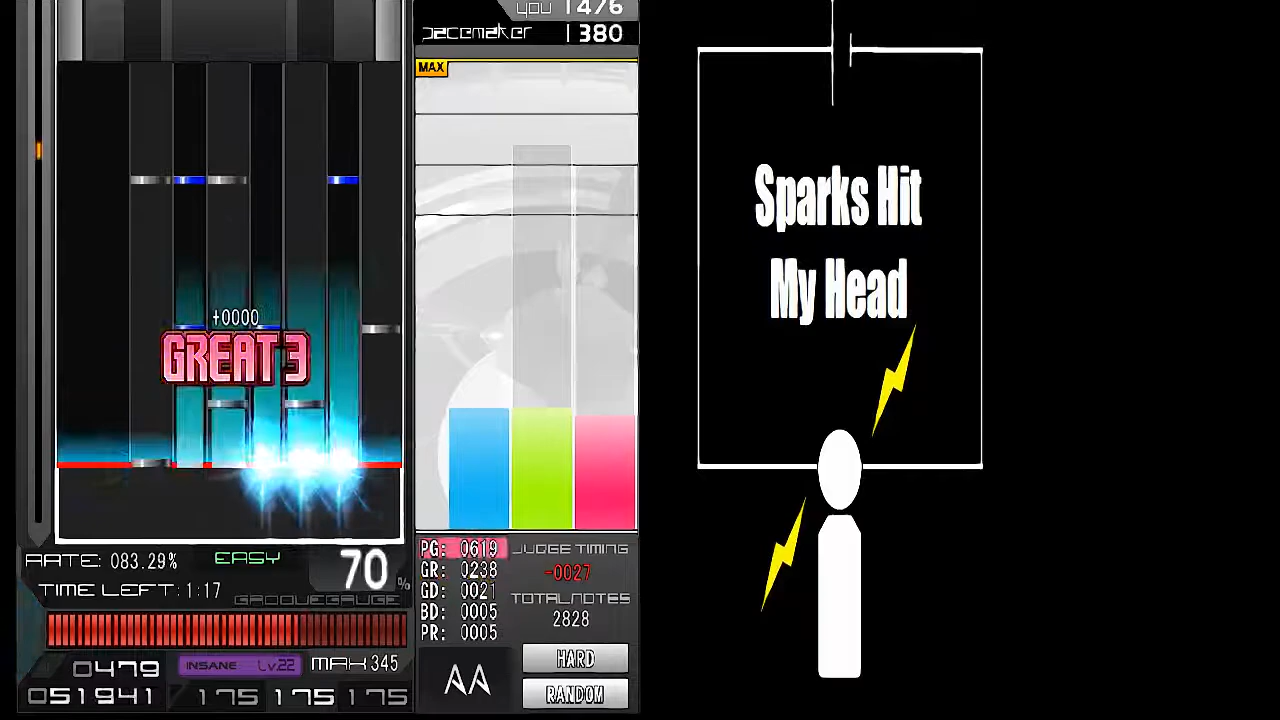 you 1476
pacemaker 1380
MAX
+0000
GREAT 3
Sparks Hit
My Head
RATE: 083.29%
EASY
70 %
TIME LEFT: 1:17
GROOVEGAUGE
0479
INSANE Lv22
MAX 345
051941
175 175 175
PG: 0619
GR: 0238
GD: 0021
BD: 0005
PR: 0005
JUDGE TIMING
-0027
TOTALNOTES
2828
AA
HARD
RANDOM